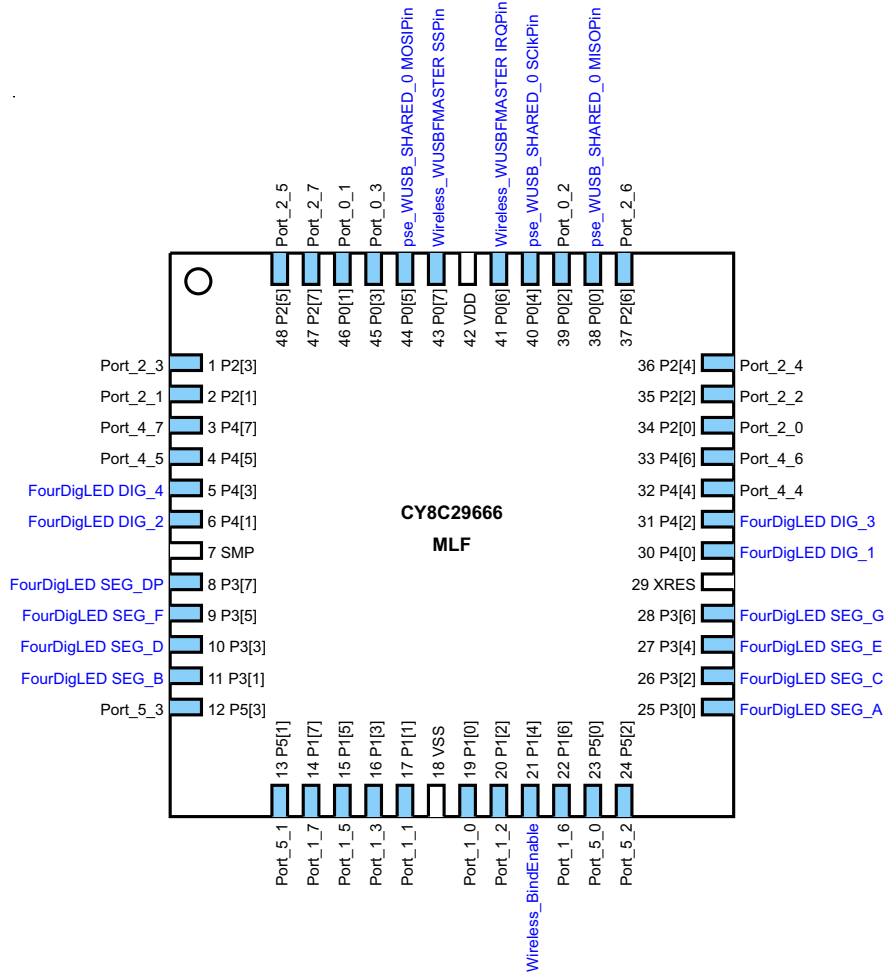 pse_WUSB_SHARED_0 MOSIPin
Wireless_WUSBFMASTER SSPin
Wireless_WUSBFMASTER IRQPin
pse_WUSB_SHARED_0 SClkPin
pse_WUSB_SHARED_0 MISOPin
Port_2_5
Port_2_7
Port_0_1
Port_0_3
Port_0_2
Port_2_6
48 P2[5]
47 P2[7]
46 P0[1]
45 P0[3]
44 P0[5]
43 P0[7]
42 VDD
41 P0[6]
40 P0[4]
39 P0[2]
38 P0[0]
37 P2[6]
Port_2_3 1 P2[3]
Port_2_1 2 P2[1]
Port_4_7 3 P4[7]
Port_4_5 4 P4[5]
FourDigLED DIG_4 5 P4[3]
FourDigLED DIG_2 6 P4[1]
7 SMP
FourDigLED SEG_DP 8 P3[7]
FourDigLED SEG_F 9 P3[5]
FourDigLED SEG_D 10 P3[3]
FourDigLED SEG_B 11 P3[1]
Port_5_3 12 P5[3]
CY8C29666
MLF
36 P2[4] Port_2_4
35 P2[2] Port_2_2
34 P2[0] Port_2_0
33 P4[6] Port_4_6
32 P4[4] Port_4_4
31 P4[2] FourDigLED DIG_3
30 P4[0] FourDigLED DIG_1
29 XRES
28 P3[6] FourDigLED SEG_G
27 P3[4] FourDigLED SEG_E
26 P3[2] FourDigLED SEG_C
25 P3[0] FourDigLED SEG_A
13 P5[1]
14 P1[7]
15 P1[5]
16 P1[3]
17 P1[1]
18 VSS
19 P1[0]
20 P1[2]
21 P1[4]
22 P1[6]
23 P5[0]
24 P5[2]
Port_5_1
Port_1_7
Port_1_5
Port_1_3
Port_1_1
Port_1_0
Port_1_2
Wireless_BindEnable
Port_1_6
Port_5_0
Port_5_2